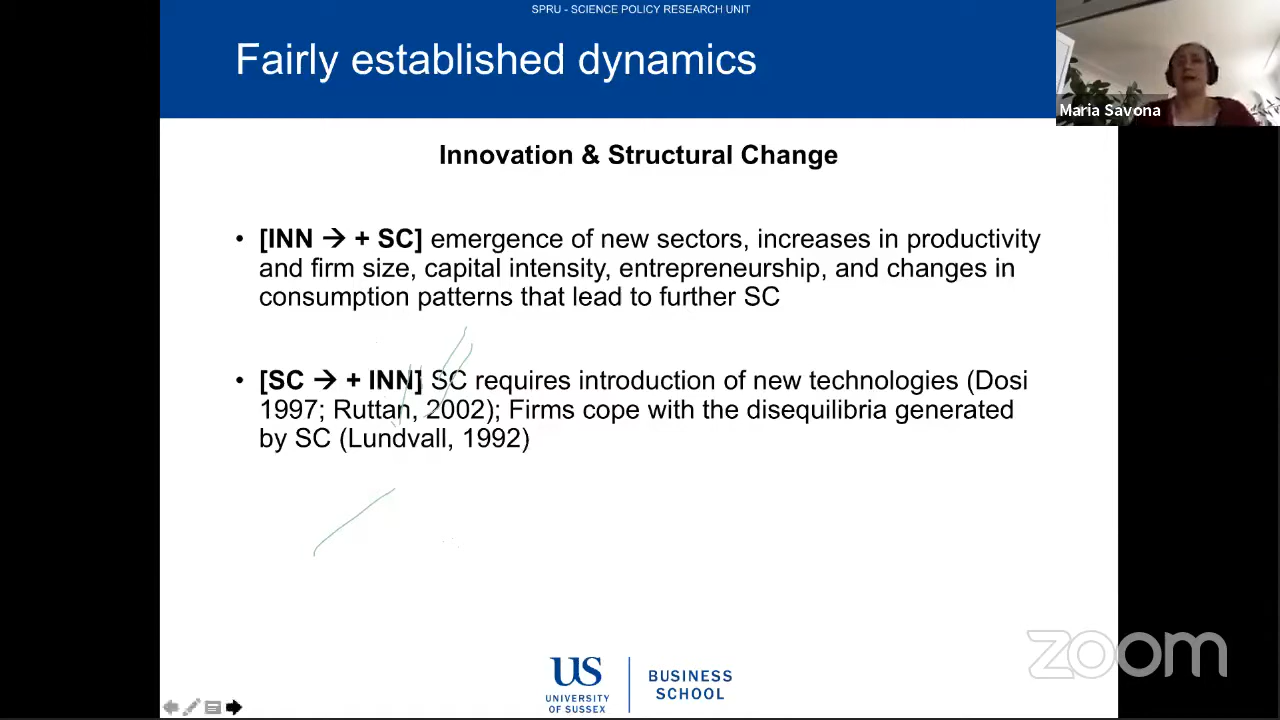 SPRU - SCIENCE POLICY RESEARCH UNIT
Fairly established dynamics
Maria Savona
Innovation & Structural Change
• [INN → + SC] emergence of new sectors, increases in productivity
and firm size, capital intensity, entrepreneurship, and changes in
consumption patterns that lead to further SC
• [SC → + INN] SC requires introduction of new technologies (Dosi
1997; Ruttan, 2002); Firms cope with the disequilibria generated
by SC (Lundvall, 1992)
US
UNIVERSITY
OF SUSSEX
BUSINESS
SCHOOL
zoom